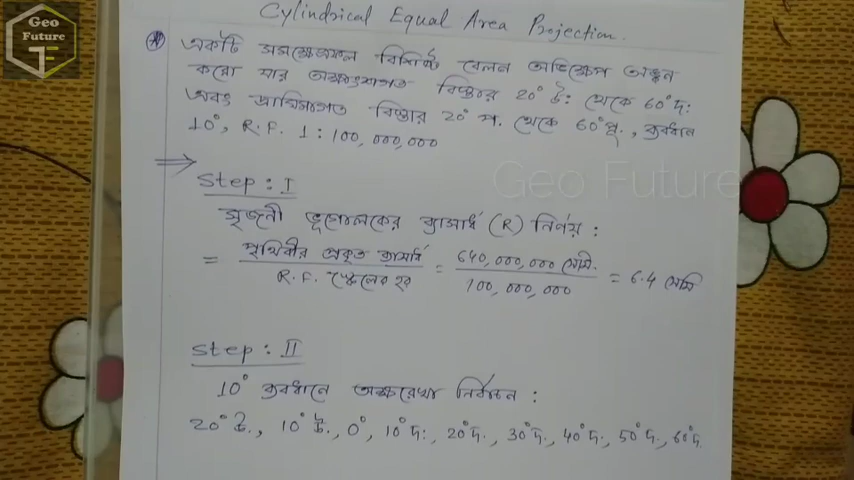 Geo
Future
Cylindrical Equal Area Projection.
একটি সমক্ষেত্রফল বিশিষ্ট বেলন অভিক্ষেপ অঙ্কন
করো যার অক্ষাংশগত বিস্তার 20° উঃ থেকে 60° দঃ
এবং দ্রাঘিমাগত বিস্তার 20° প. থেকে 60° পূ., ব্যবধান
10°, R.F. 1 : 100,000,000
Geo Future
Step : I
সৃজনী ভূগোলকের ব্যাসার্ধ (R) নির্ণয় :
= পৃথিবীর প্রকৃত ব্যাসার্ধ / R.F. স্কেলের হর = 640,000,000 সেমি. / 100,000,000 = 6.4 সেমি
Step : II
10° ব্যবধানে অক্ষরেখা নির্বাচন :
20° উ., 10° উ., 0°, 10° দ., 20° দ., 30° দ., 40° দ., 50° দ., 60° দ.